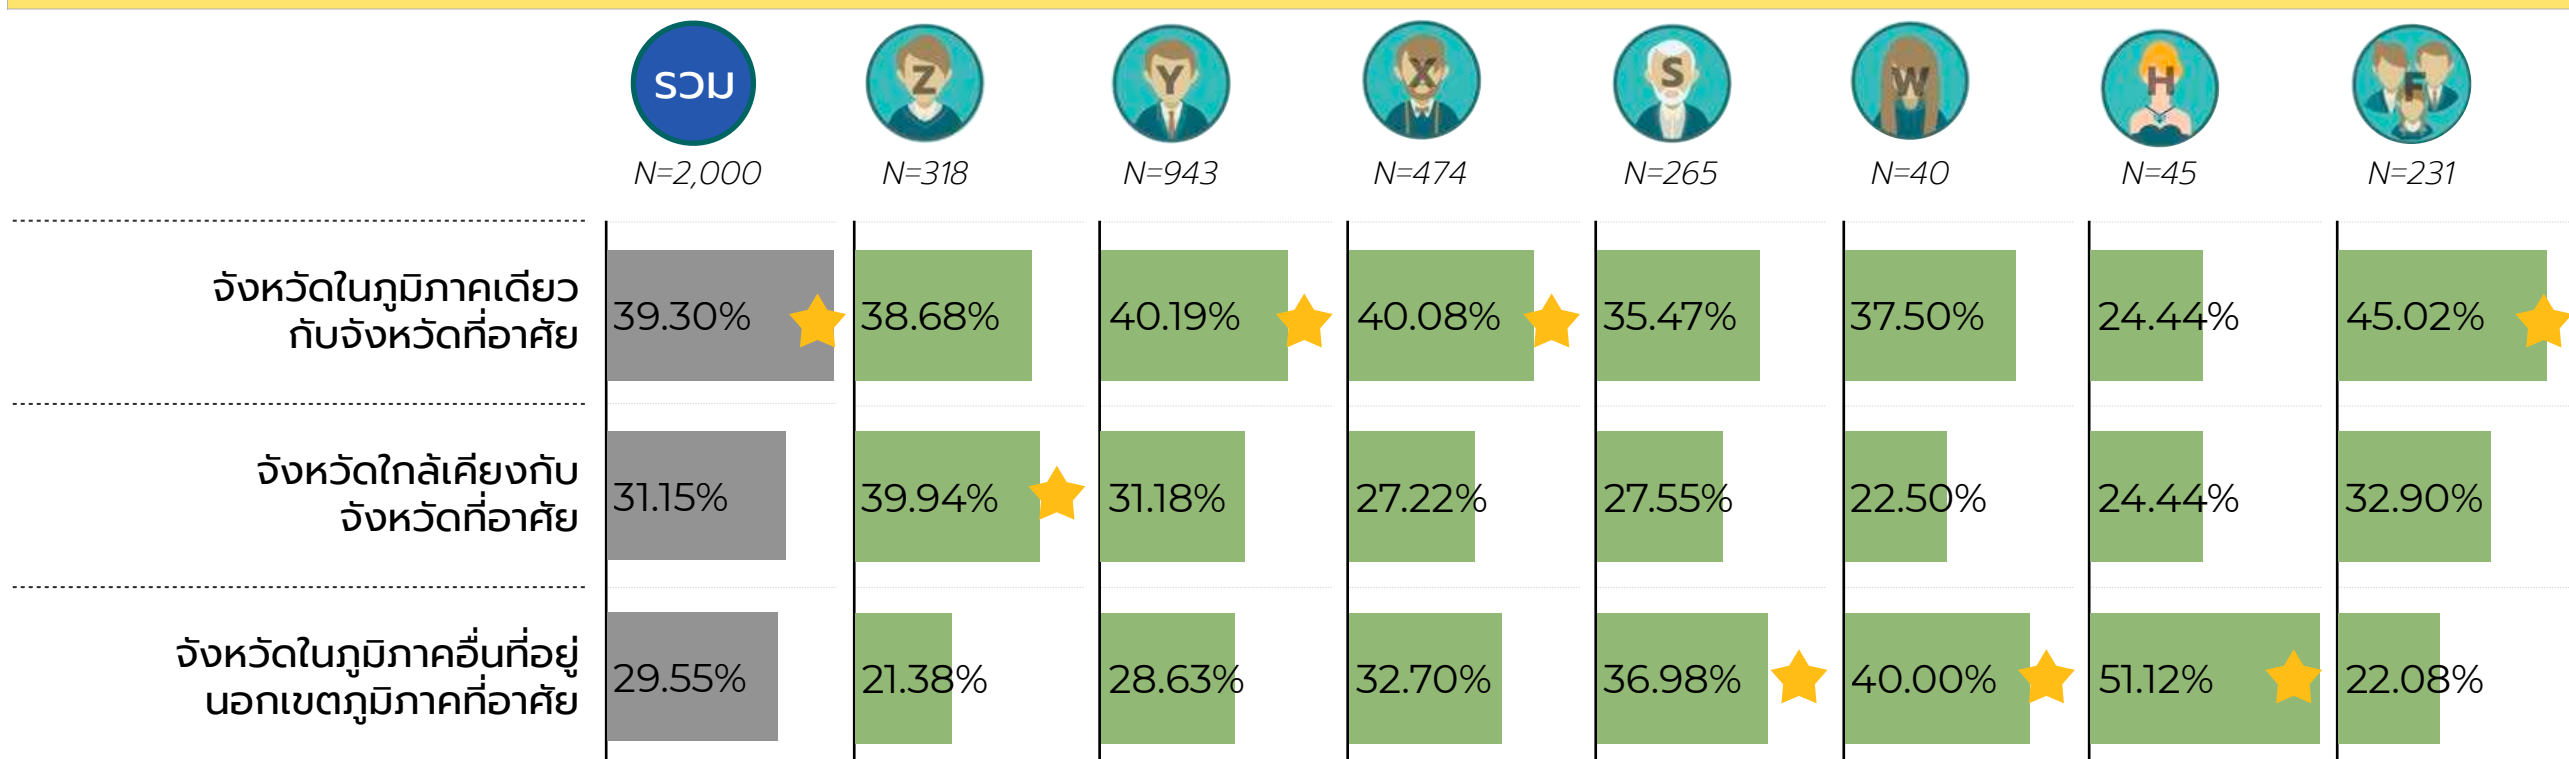 รวม Z Y X S W H F
N=2,000 N=318 N=943 N=474 N=265 N=40 N=45 N=231
จังหวัดในภูมิภาคเดียว
กับจังหวัดที่อาศัย
39.30% 38.68% 40.19% 40.08% 35.47% 37.50% 24.44% 45.02%
จังหวัดใกล้เคียงกับ
จังหวัดที่อาศัย
31.15% 39.94% 31.18% 27.22% 27.55% 22.50% 24.44% 32.90%
จังหวัดในภูมิภาคอื่นที่อยู่
นอกเขตภูมิภาคที่อาศัย
29.55% 21.38% 28.63% 32.70% 36.98% 40.00% 51.12% 22.08%